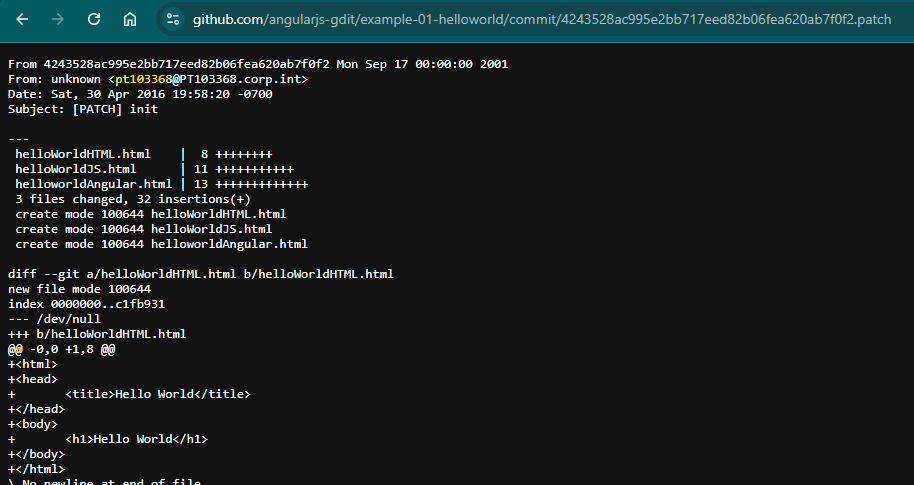 github.com/angularjs-gdit/example-01-helloworld/commit/4243528ac995e2bb717eed82b06fea620ab7f0f2.patch
From 4243528ac995e2bb717eed82b06fea620ab7f0f2 Mon Sep 17 00:00:00 2001
From: unknown <pt103368@PT103368.corp.int>
Date: Sat, 30 Apr 2016 19:58:20 -0700
Subject: [PATCH] init
---
 helloWorldHTML.html    |  8 ++++++++
 helloWorldJS.html      | 11 +++++++++++
 helloworldAngular.html | 13 +++++++++++++
 3 files changed, 32 insertions(+)
 create mode 100644 helloWorldHTML.html
 create mode 100644 helloWorldJS.html
 create mode 100644 helloworldAngular.html
diff --git a/helloWorldHTML.html b/helloWorldHTML.html
new file mode 100644
index 0000000..c1fb931
--- /dev/null
+++ b/helloWorldHTML.html
@@ -0,0 +1,8 @@
+<html>
+<head>
+	<title>Hello World</title>
+</head>
+<body>
+	<h1>Hello World</h1>
+</body>
+</html>
\ No newline at end of file